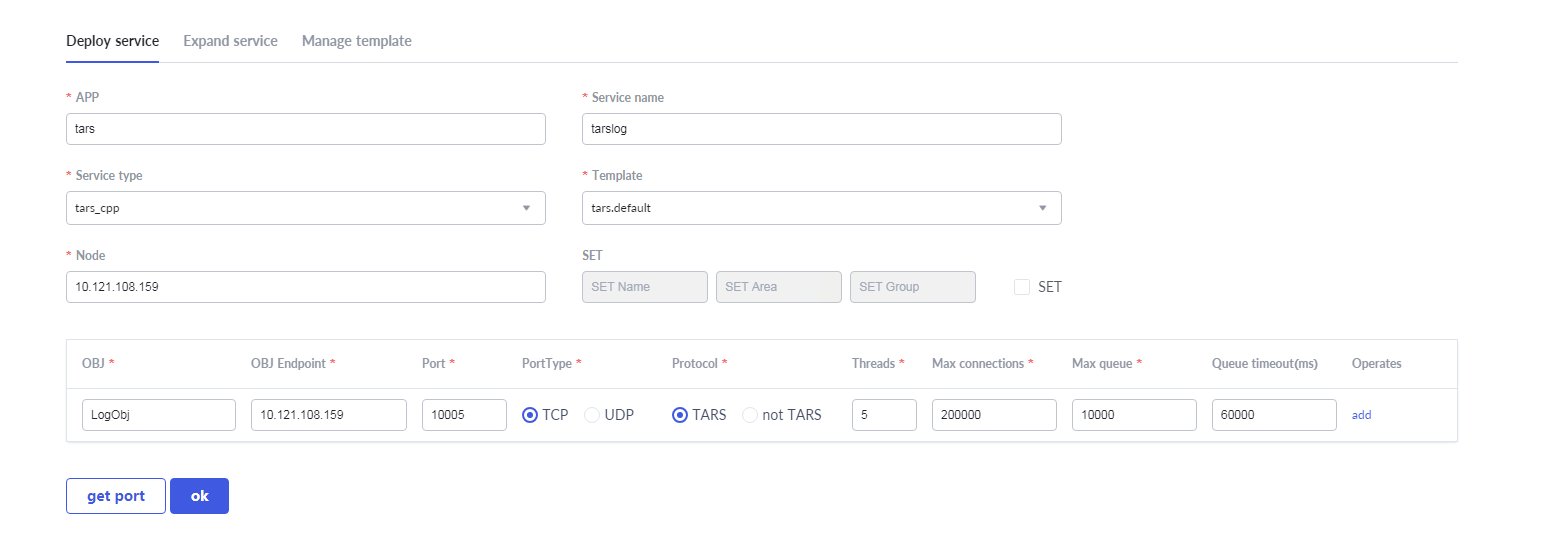 Deploy service Expand service Manage template
* APP * Service name
tars tarslog
* Service type * Template
tars_cpp tars.default
* Node SET
10.121.108.159 SET Name SET Area SET Group SET
OBJ * OBJ Endpoint * Port * PortType * Protocol * Threads * Max connections * Max queue * Queue timeout(ms) Operates
LogObj 10.121.108.159 10005 TCP UDP TARS not TARS 5 200000 10000 60000 add
get port ok